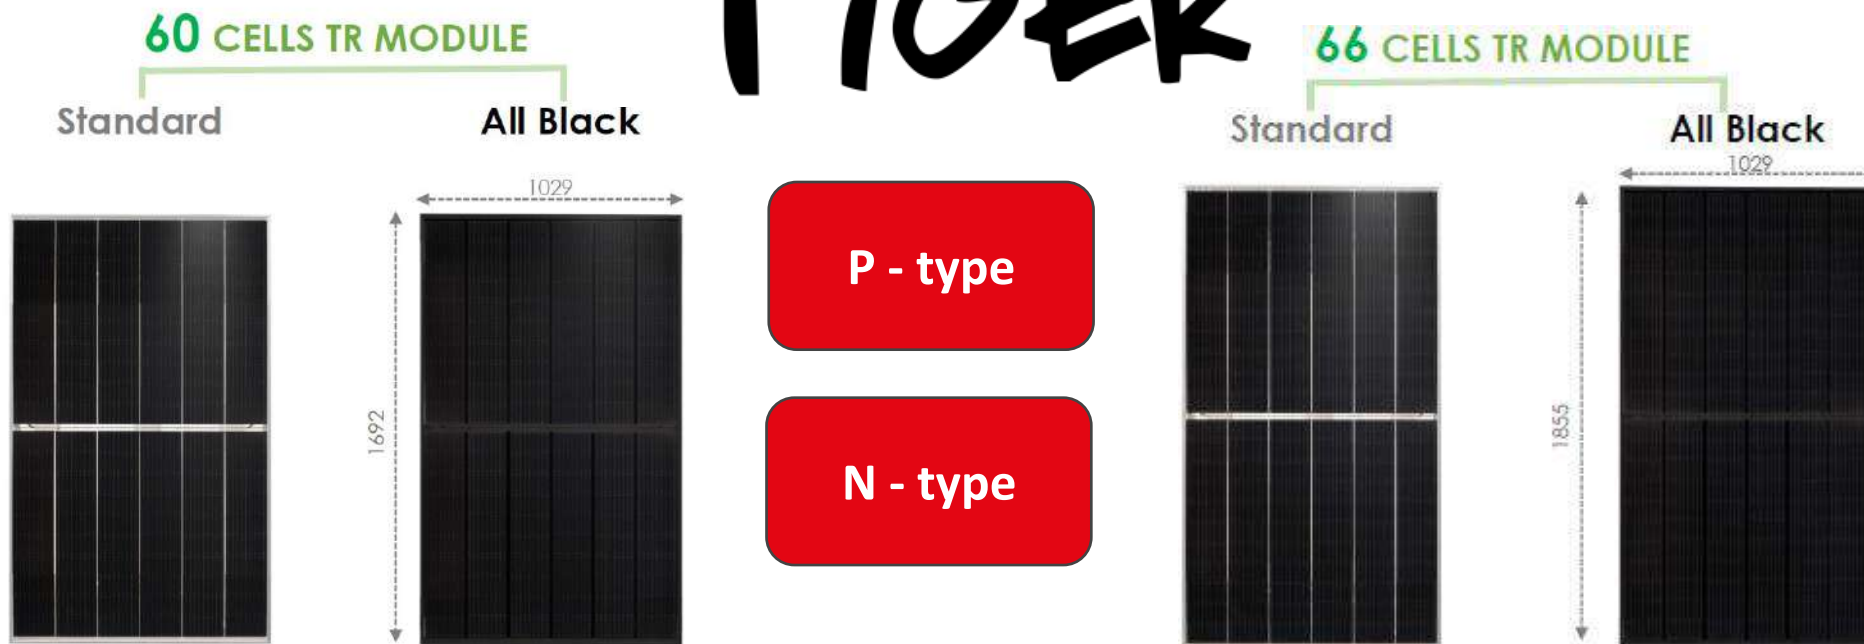 TIGER
60 CELLS TR MODULE
Standard
All Black
1029
1692
P - type
N - type
66 CELLS TR MODULE
Standard
All Black
1029
1855